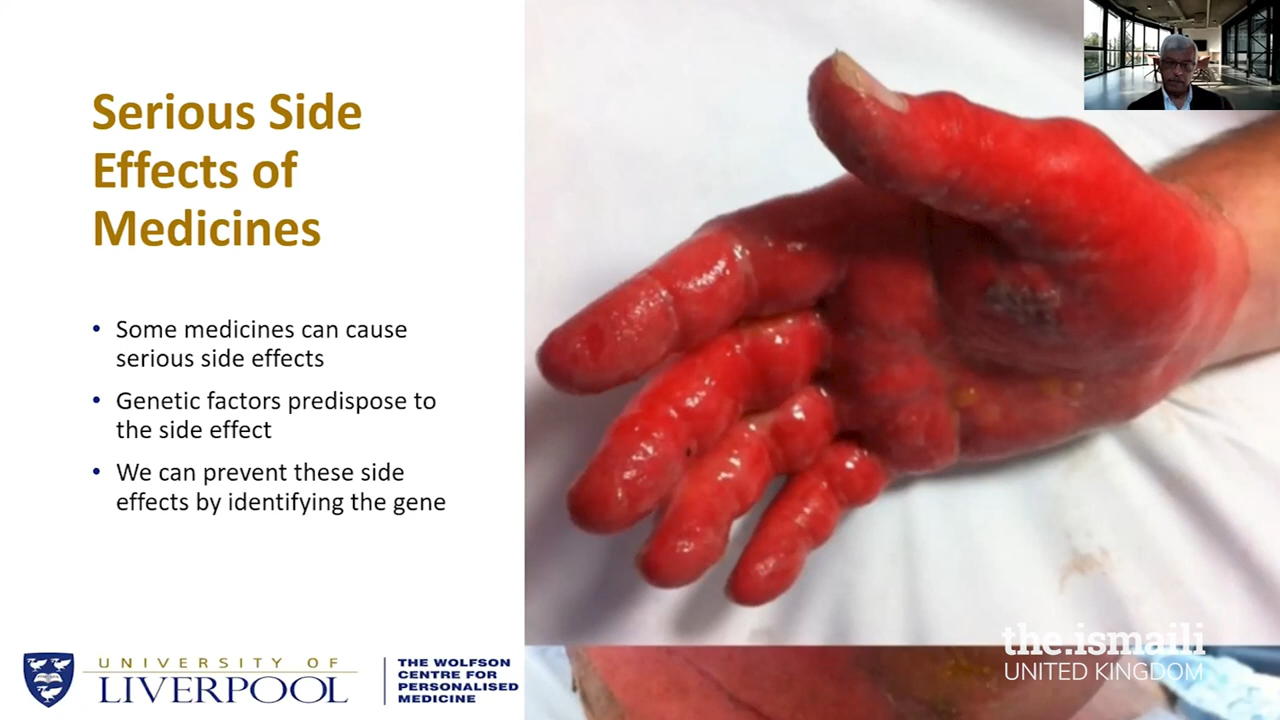 Serious Side
Effects of
Medicines
• Some medicines can cause
serious side effects
• Genetic factors predispose to
the side effect
• We can prevent these side
effects by identifying the gene
UNIVERSITY OF
LIVERPOOL
THE WOLFSON
CENTRE FOR
PERSONALISED
MEDICINE
the.ismaili
UNITED KINGDOM